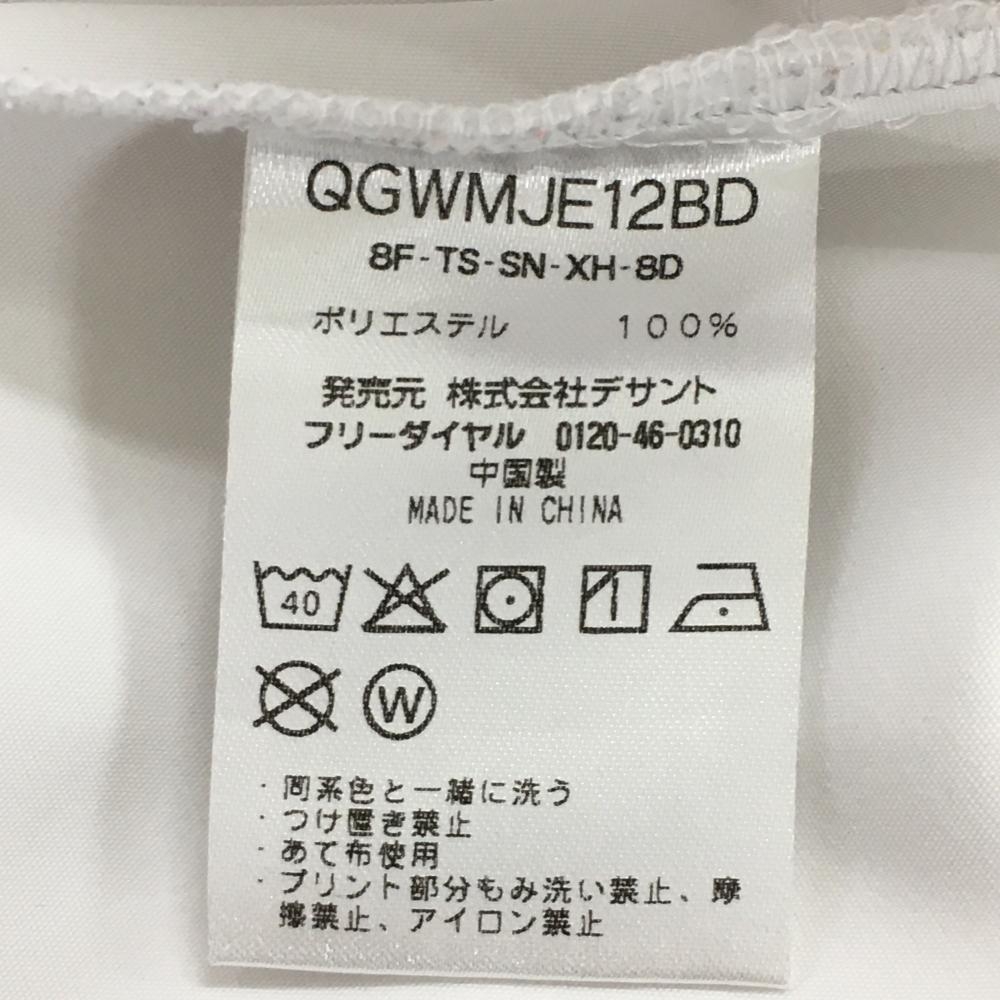 QGWMJE12BD
8F-TS-SN-XH-8D
ポリエステル 100%
発売元 株式会社デサント
フリーダイヤル 0120-46-0310
中国製
MADE IN CHINA
40
W
・同系色と一緒に洗う
・つけ置き禁止
・あて布使用
・プリント部分もみ洗い禁止、摩
擦禁止、アイロン禁止